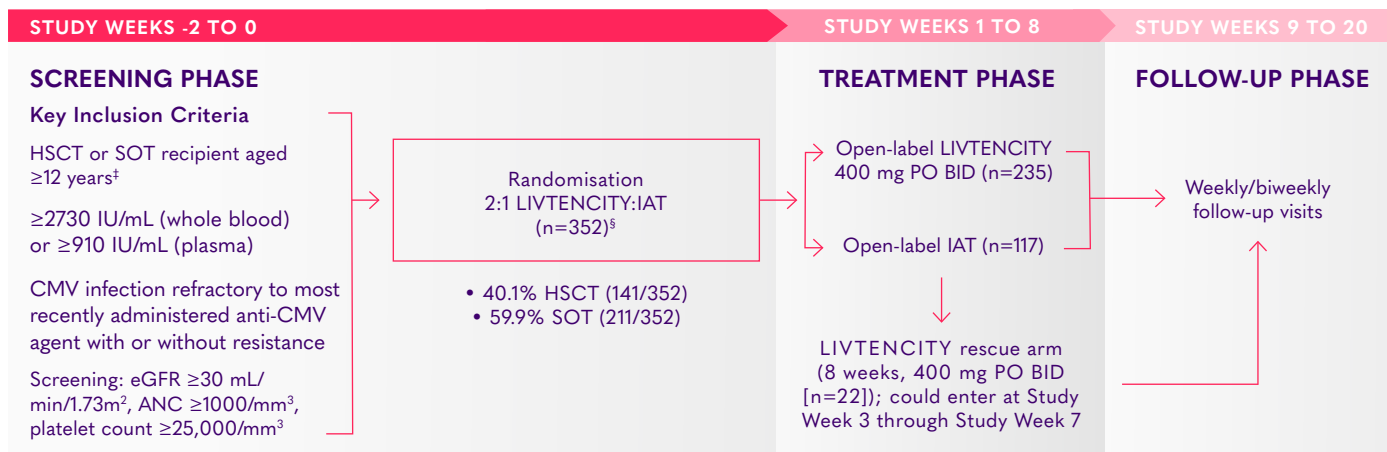 STUDY WEEKS -2 TO 0
STUDY WEEKS 1 TO 8
STUDY WEEKS 9 TO 20
SCREENING PHASE
Key Inclusion Criteria
HSCT or SOT recipient aged
≥12 years‡
≥2730 IU/mL (whole blood)
or ≥910 IU/mL (plasma)
CMV infection refractory to most
recently administered anti-CMV
agent with or without resistance
Screening: eGFR ≥30 mL/
min/1.73m², ANC ≥1000/mm³,
platelet count ≥25,000/mm³
Randomisation
2:1 LIVTENCITY:IAT
(n=352)§
• 40.1% HSCT (141/352)
• 59.9% SOT (211/352)
TREATMENT PHASE
Open-label LIVTENCITY
400 mg PO BID (n=235)
Open-label IAT (n=117)
LIVTENCITY rescue arm
(8 weeks, 400 mg PO BID
[n=22]); could enter at Study
Week 3 through Study Week 7
FOLLOW-UP PHASE
Weekly/biweekly
follow-up visits